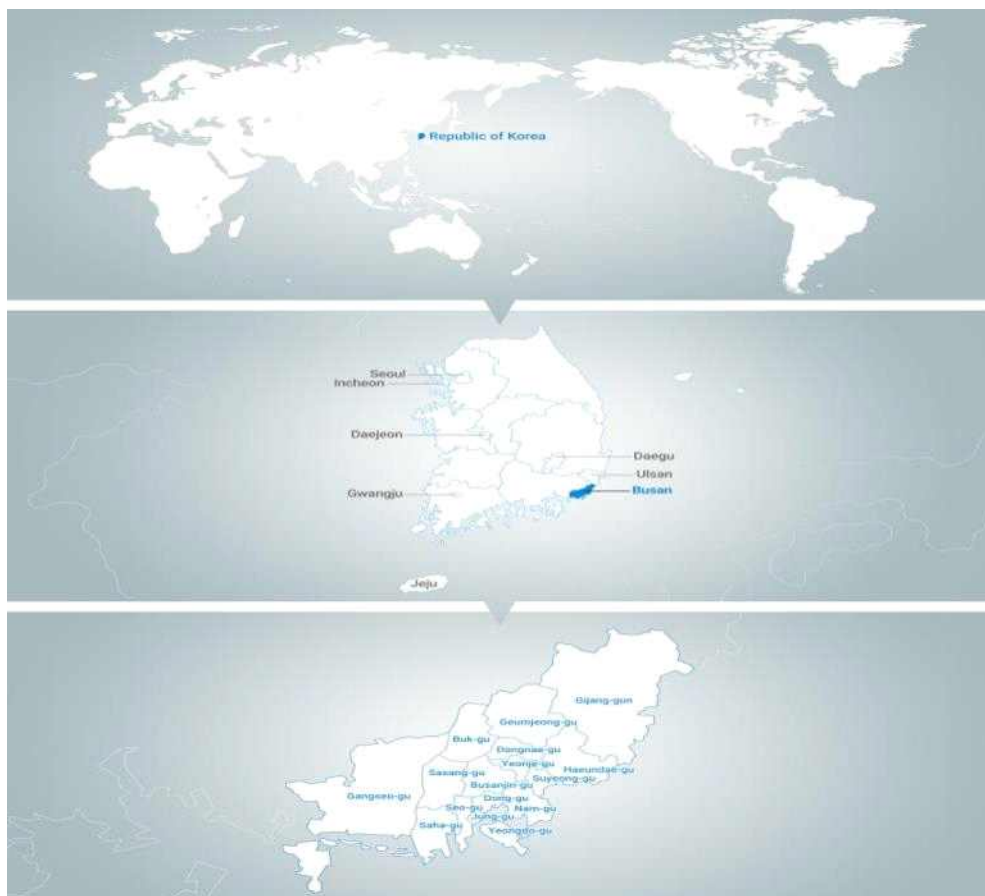 Republic of Korea
Seoul
Incheon
Daejeon
Daegu
Ulsan
Gwangju
Busan
Jeju
Gijang-gun
Geumjeong-gu
Buk-gu
Dongnae-gu
Yeonje-gu
Haeundae-gu
Sasang-gu
Suyeong-gu
Busanjin-gu
Gangseo-gu
Dong-gu
Seo-gu
Nam-gu
Jung-gu
Saha-gu
Yeongdo-gu